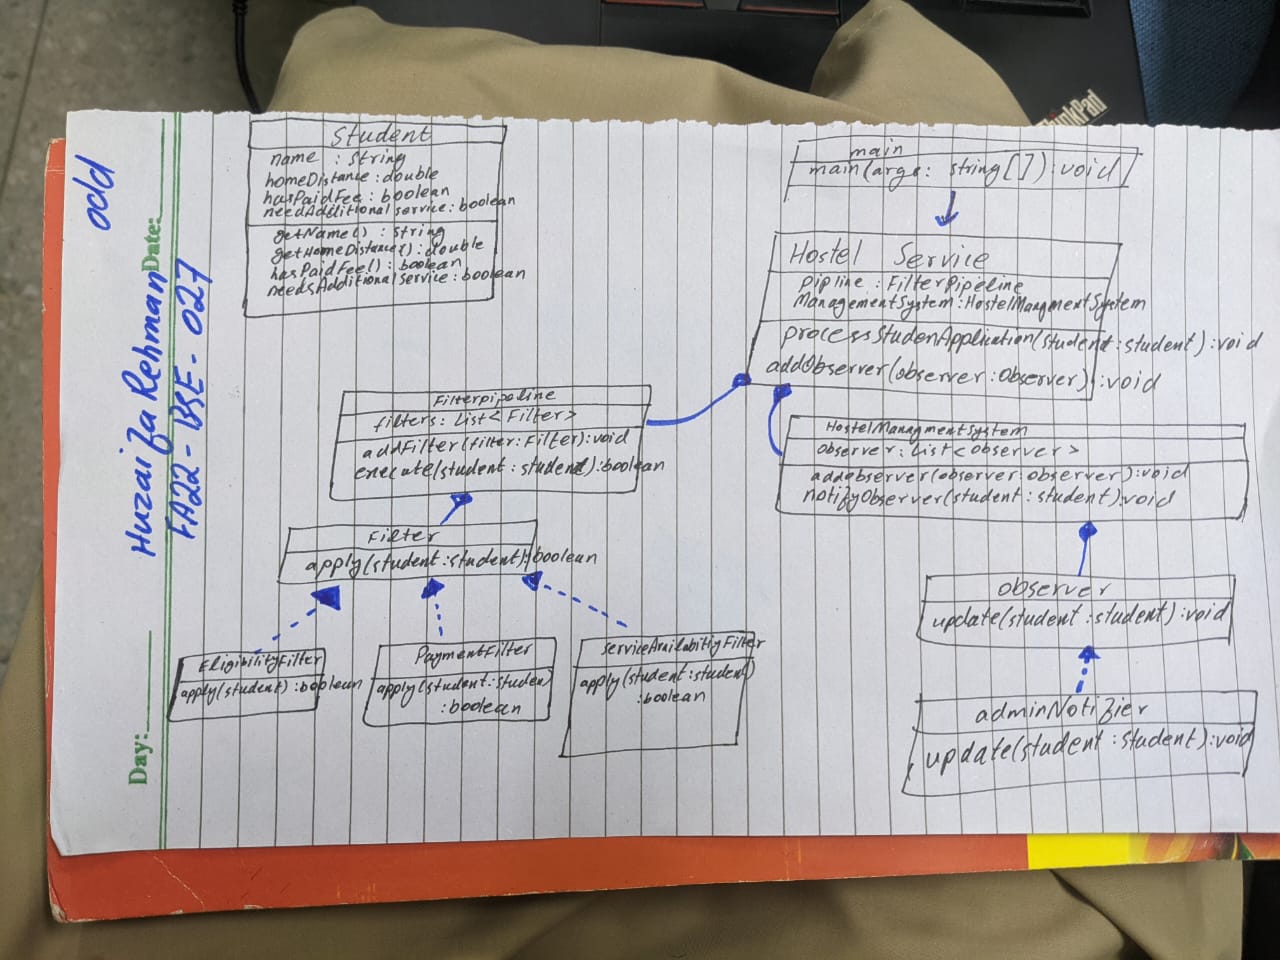 ThinkPad
odd
Huzaifa Rehman
FA22-BSE-027
Date:
Day:
Student
name : String
homeDistance : double
hasPaidFee : boolean
needAdditionalservice : boolean
getName() : String
getHomeDistance() : double
hasPaidFee() : boolean
needsAdditionalservice : boolean
main
main(args: string[]) : void
Hostel Service
pipline : FilterPipeline
ManagementSystem : HostelManagmentSystem
processStudenApplication(student : student) : void
addObserver(observer : Observer) : void
Filterpipeline
filters : List<Filter>
addFilter(filter : Filter) : void
execute(student : student) : boolean
HostelManagmentSystem
observer : List<observer>
addobserver(observer : observer) : void
notifyObserver(student : student) : void
Filter
apply(student : student) : boolean
observer
update(student : student) : void
EligibilityFilter
apply(student) : boolean
PaymentFilter
apply(student : studen)
: boolean
apply(student : student)
: boolean
adminNotifier
update(student : student) : void